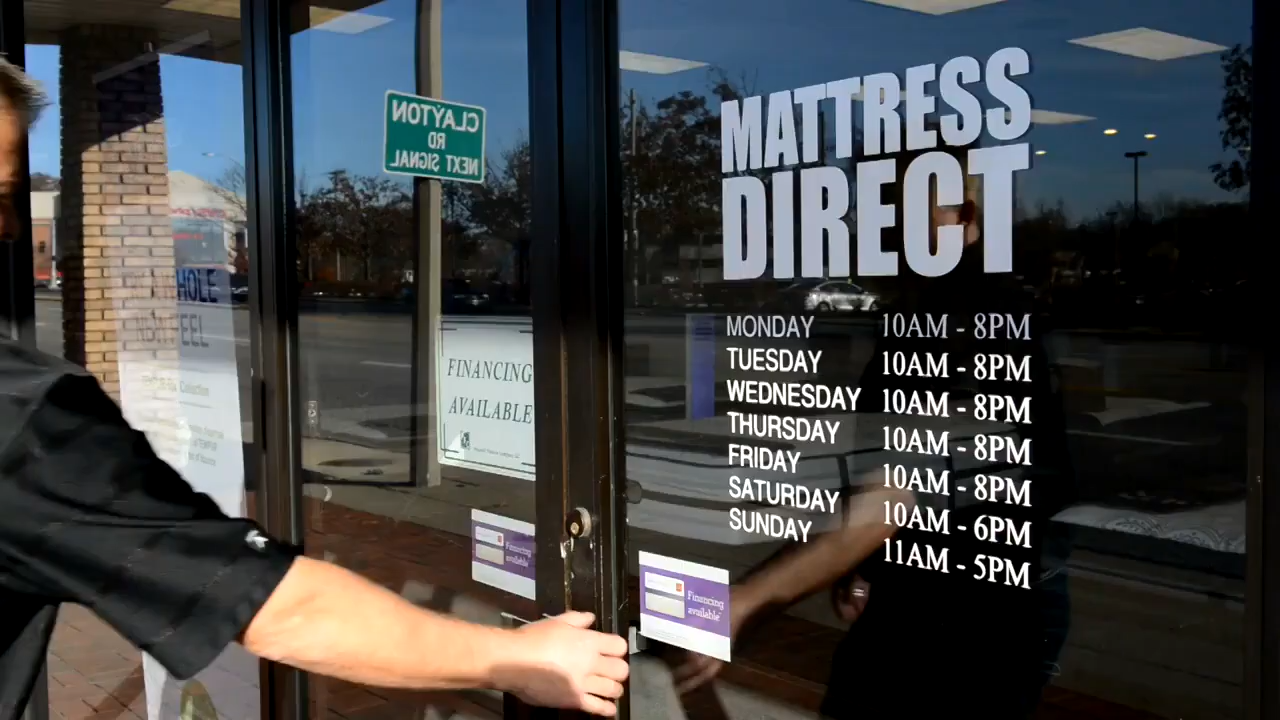 CLAYTON
RD
NEXT SIGNAL
HOLE
FEEL
FINANCING
AVAILABLE
Financing
available
MATTRESS
DIRECT
MONDAY 10AM - 8PM
TUESDAY 10AM - 8PM
WEDNESDAY 10AM - 8PM
THURSDAY 10AM - 8PM
FRIDAY 10AM - 8PM
SATURDAY 10AM - 6PM
SUNDAY 11AM - 5PM
Financing
available